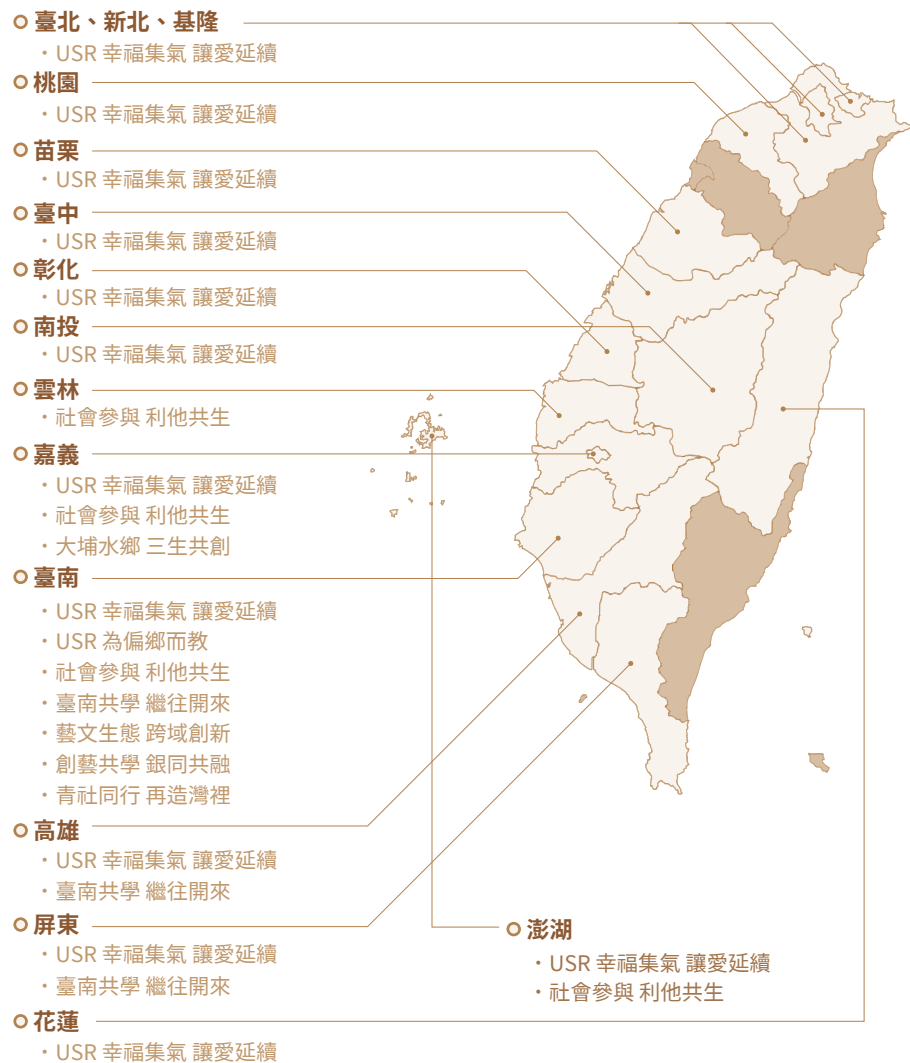 臺北、新北、基隆
・USR 幸福集氣 讓愛延續
桃園
・USR 幸福集氣 讓愛延續
苗栗
・USR 幸福集氣 讓愛延續
臺中
・USR 幸福集氣 讓愛延續
彰化
・USR 幸福集氣 讓愛延續
南投
・USR 幸福集氣 讓愛延續
雲林
・社會參與 利他共生
嘉義
・USR 幸福集氣 讓愛延續
・社會參與 利他共生
・大埔水鄉 三生共創
臺南
・USR 幸福集氣 讓愛延續
・USR 為偏鄉而教
・社會參與 利他共生
・臺南共學 繼往開來
・藝文生態 跨域創新
・創藝共學 銀同共融
・青社同行 再造灣裡
高雄
・USR 幸福集氣 讓愛延續
・臺南共學 繼往開來
屏東
・USR 幸福集氣 讓愛延續
・臺南共學 繼往開來
花蓮
・USR 幸福集氣 讓愛延續
澎湖
・USR 幸福集氣 讓愛延續
・社會參與 利他共生